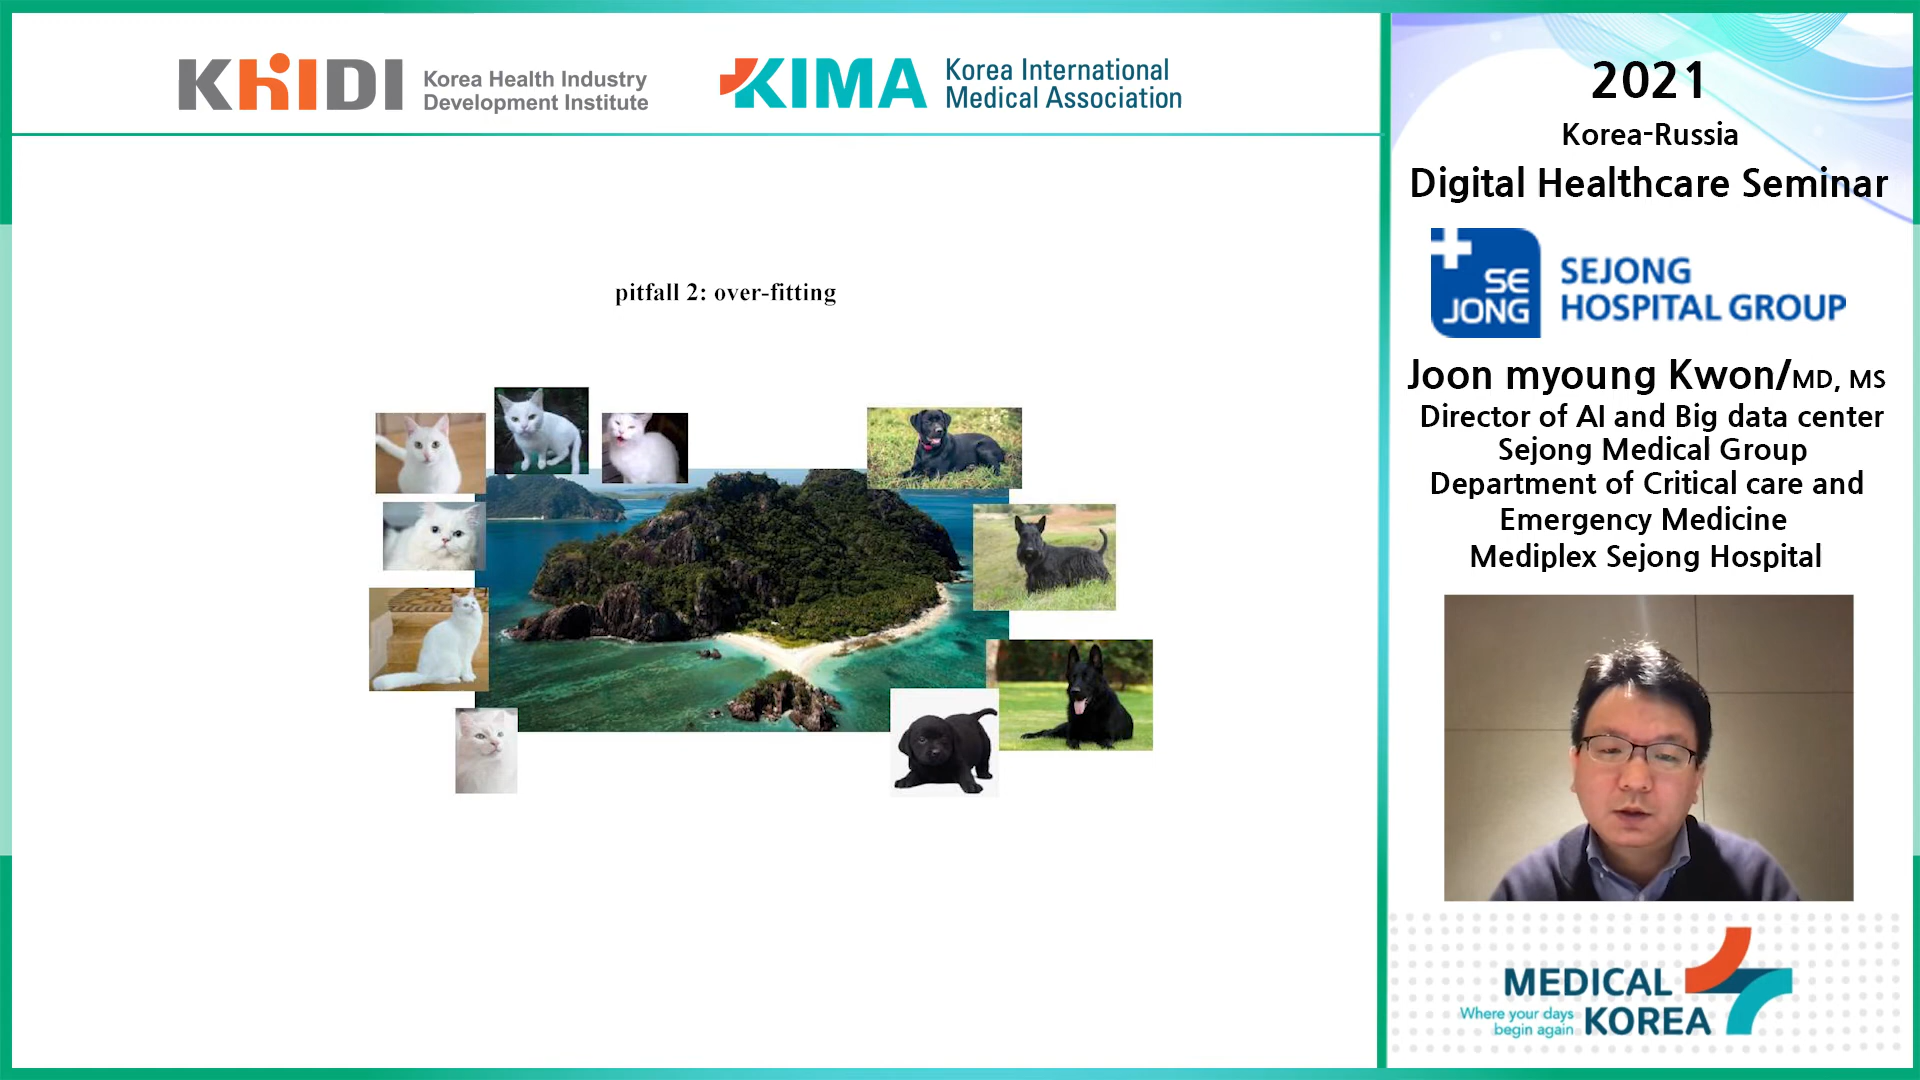 KHIDI Korea Health Industry
Development Institute
KIMA Korea International
Medical Association
pitfall 2: over-fitting
2021
Korea-Russia
Digital Healthcare Seminar
SE
JONG
SEJONG
HOSPITAL GROUP
Joon myoung Kwon/MD, MS
Director of AI and Big data center
Sejong Medical Group
Department of Critical care and
Emergency Medicine
Mediplex Sejong Hospital
MEDICAL
KOREA
Where your days
begin again